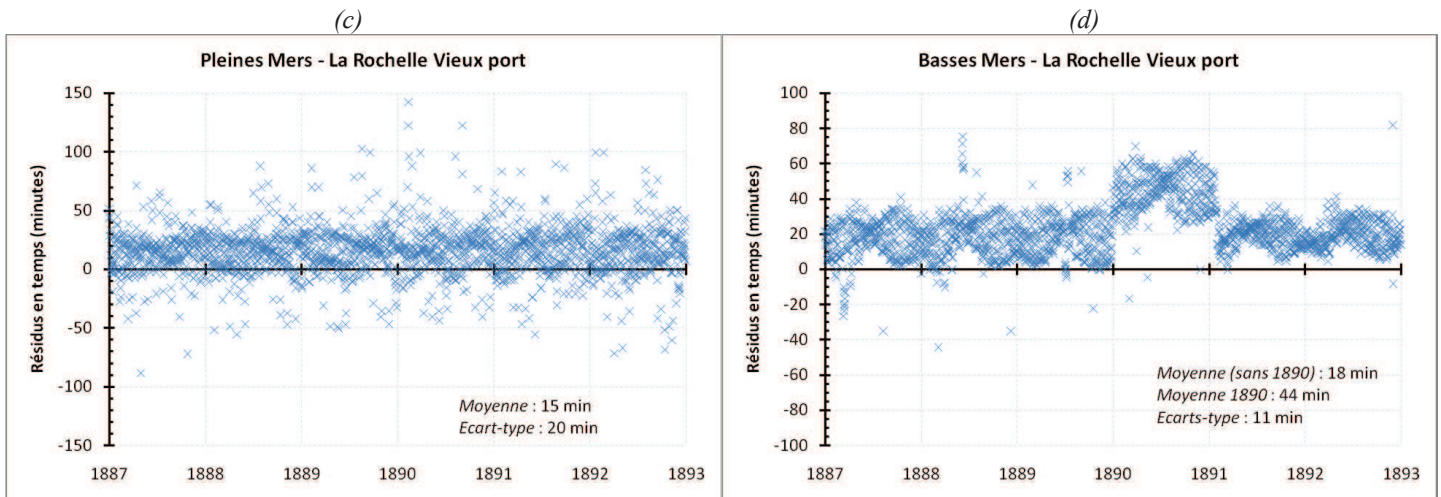 (c)
Pleines Mers - La Rochelle Vieux port
Résidus en temps (minutes)
150
100
50
0
-50
-100
-150
1887 1888 1889 1890 1891 1892 1893
Moyenne : 15 min
Ecart-type : 20 min
(d)
Basses Mers - La Rochelle Vieux port
Résidus en temps (minutes)
100
80
60
40
20
0
-20
-40
-60
-80
-100
1887 1888 1889 1890 1891 1892 1893
Moyenne (sans 1890) : 18 min
Moyenne 1890 : 44 min
Ecarts-type : 11 min